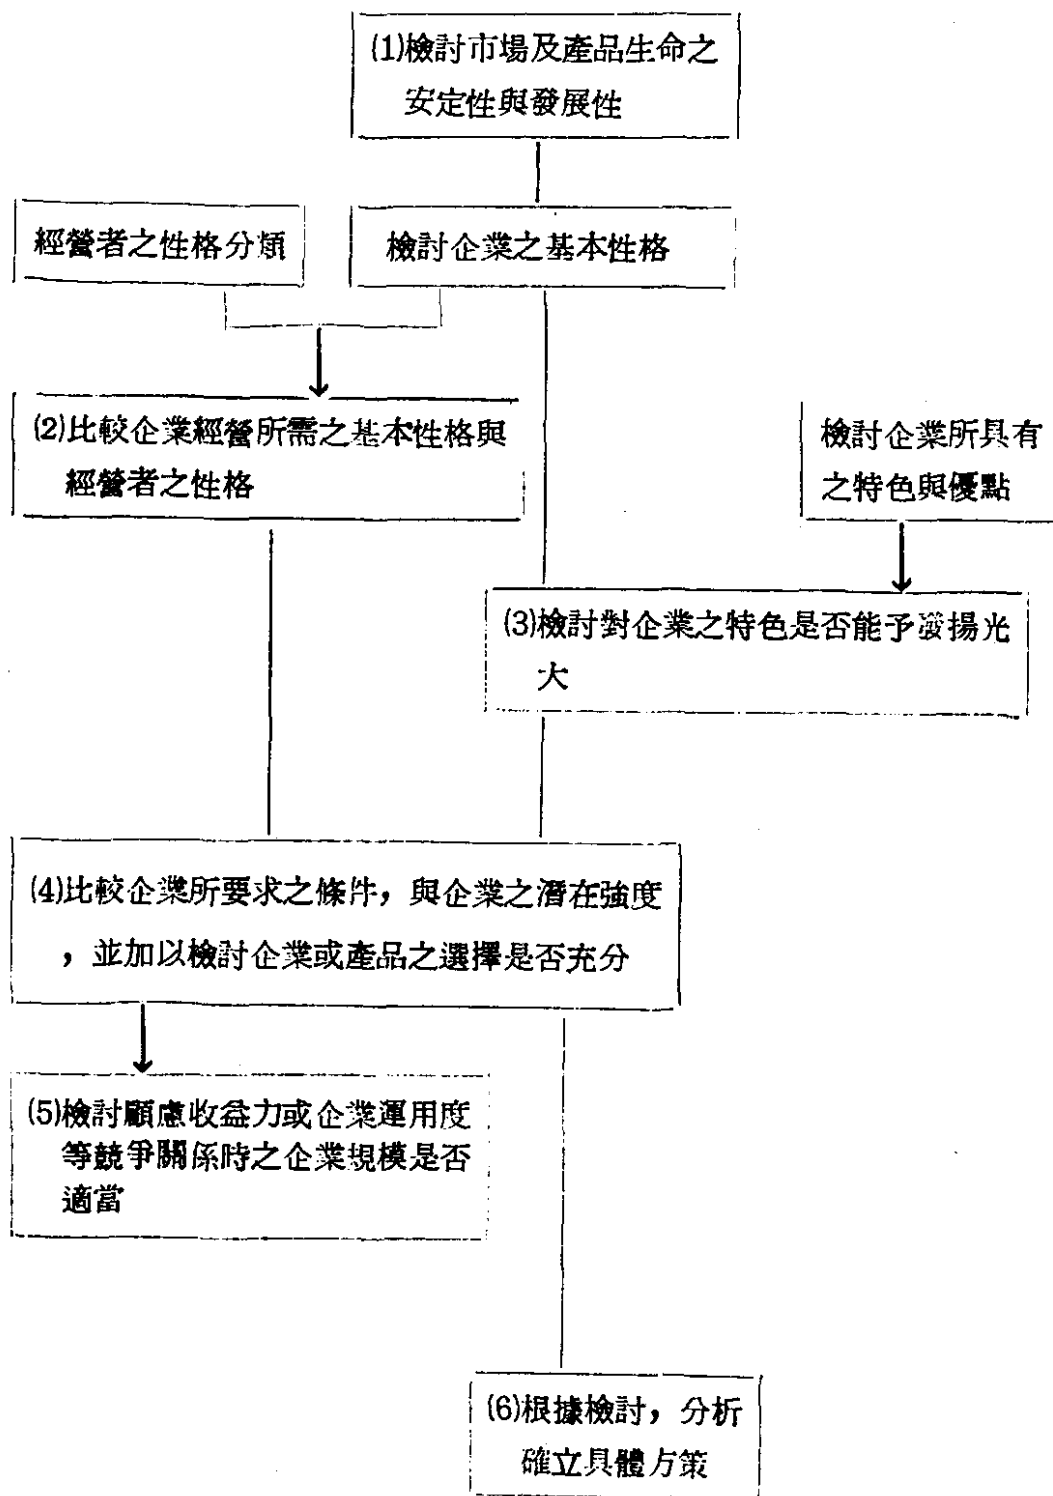 (1)檢討市場及產品生命之
安定性與發展性
經營者之性格分類
檢討企業之基本性格
(2)比較企業經營所需之基本性格與
經營者之性格
檢討企業所具有
之特色與優點
(3)檢討對企業之特色是否能予發揚光
大
(4)比較企業所要求之條件，與企業之潛在強度
，並加以檢討企業或產品之選擇是否充分
(5)檢討顧慮收益力或企業運用度
等競爭關係時之企業規模是否
適當
(6)根據檢討，分析
確立具體方策